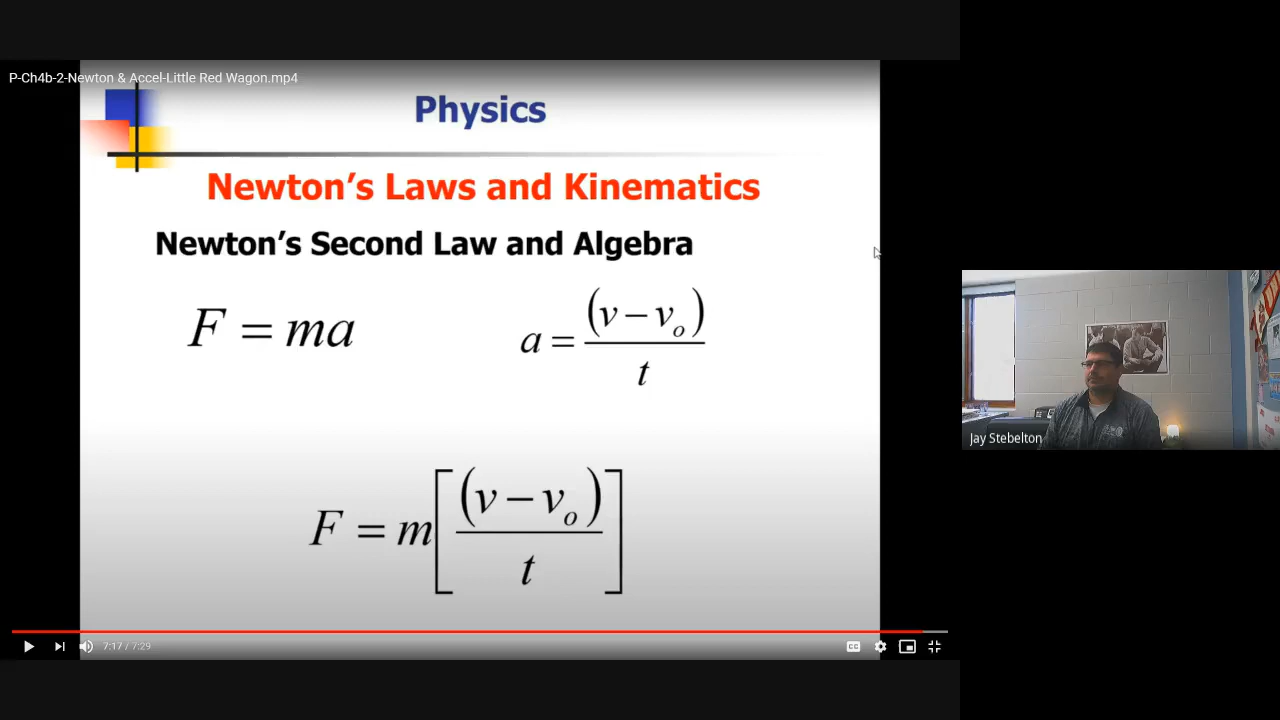 P-Ch4b-2-Newton & Accel-Little Red Wagon.mp4
Physics
Newton's Laws and Kinematics
Newton's Second Law and Algebra
F = ma
a = (v − vₒ) / t
F = m[(v − vₒ) / t]
7:17 / 7:29
CC
Jay Stebelton